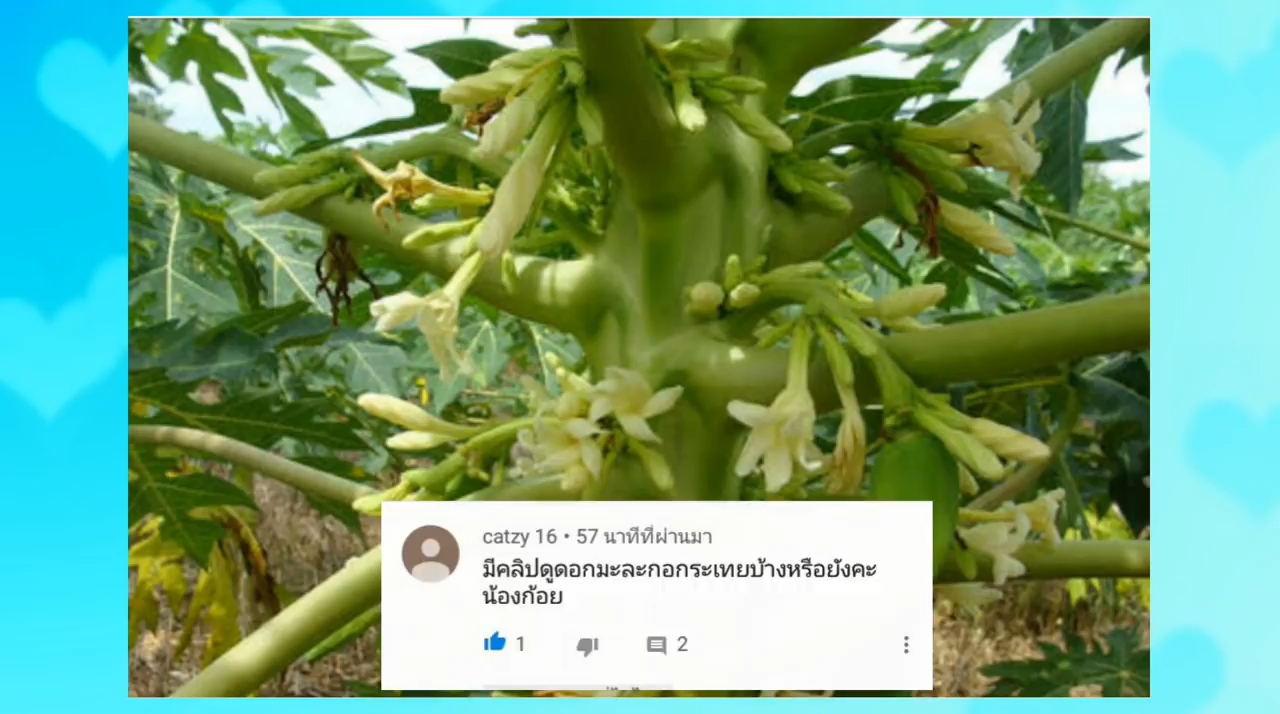 catzy 16 • 57 นาทีที่ผ่านมา
มีคลิปดูดอกมะละกอกระเทยบ้างหรือยังคะ
น้องก้อย
1
2